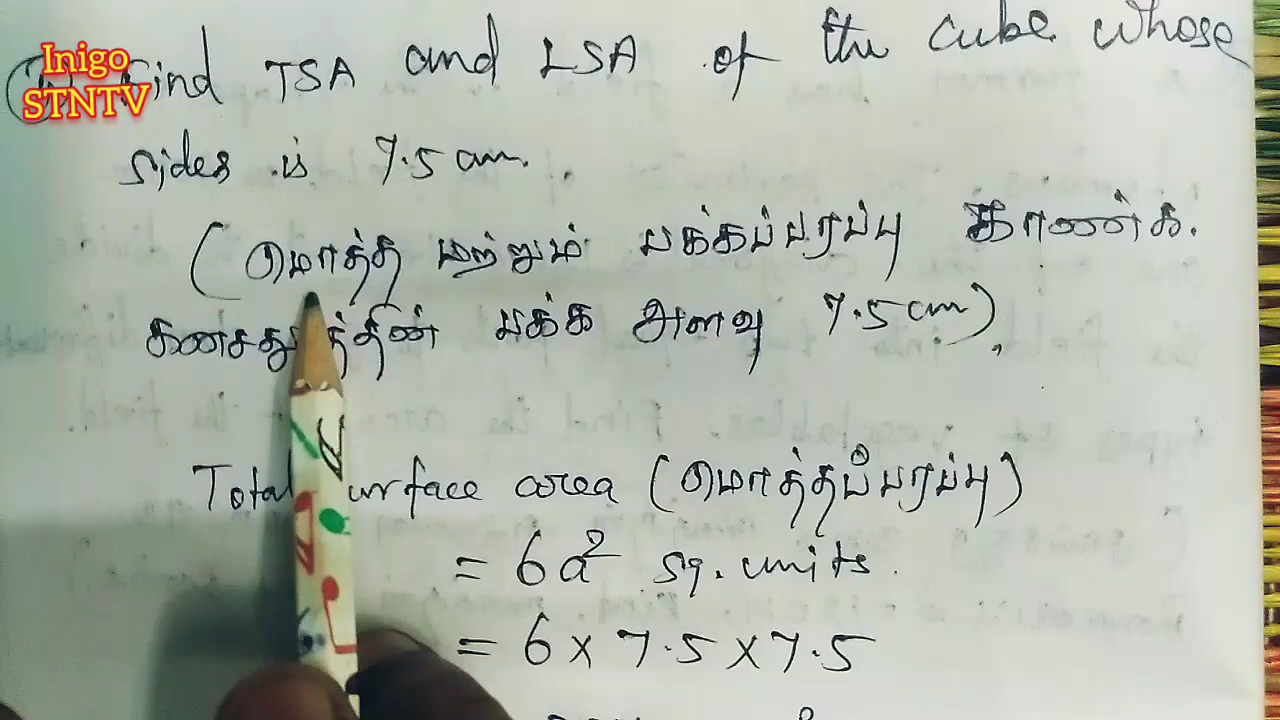 Inigo
STNTV
Find TSA and LSA of the cube whose
sides is 7.5 cm.
(மொத்த மற்றும் பக்கப்பரப்பு காண்க.
கனசதுரத்தின் பக்க அளவு 7.5 cm)
Total surface area (மொத்தப்பரப்பு)
= 6a² sq. units.
= 6 × 7.5 × 7.5